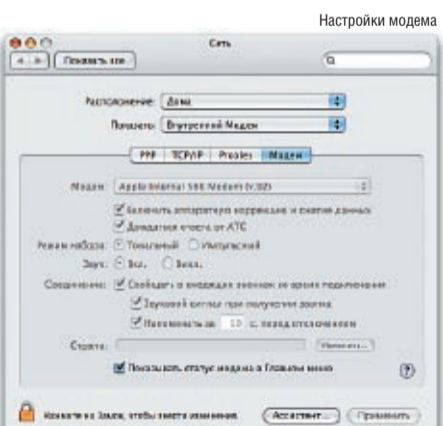 Настройки модема
Сеть
Показать все
Расположение: Дома
Показать: Внутренний Модем
PPP TCP/IP Proxies Модем
Модем: Apple Internal 56K Modem (v.92)
Включить аппаратную коррекцию и сжатие данных
Дождаться ответа от АТС
Режим набора: Тональный Импульсный
Звук: Вкл. Выкл.
Соединение: Сообщать о входящих звонках во время подключения
Звуковой сигнал при получении звонка
Напоминать за 10 с. перед отключением
Страна:
Показывать статус модема в Главном меню
?
Нажмите на Замок, чтобы внести изменения.
Ассистент... Применить